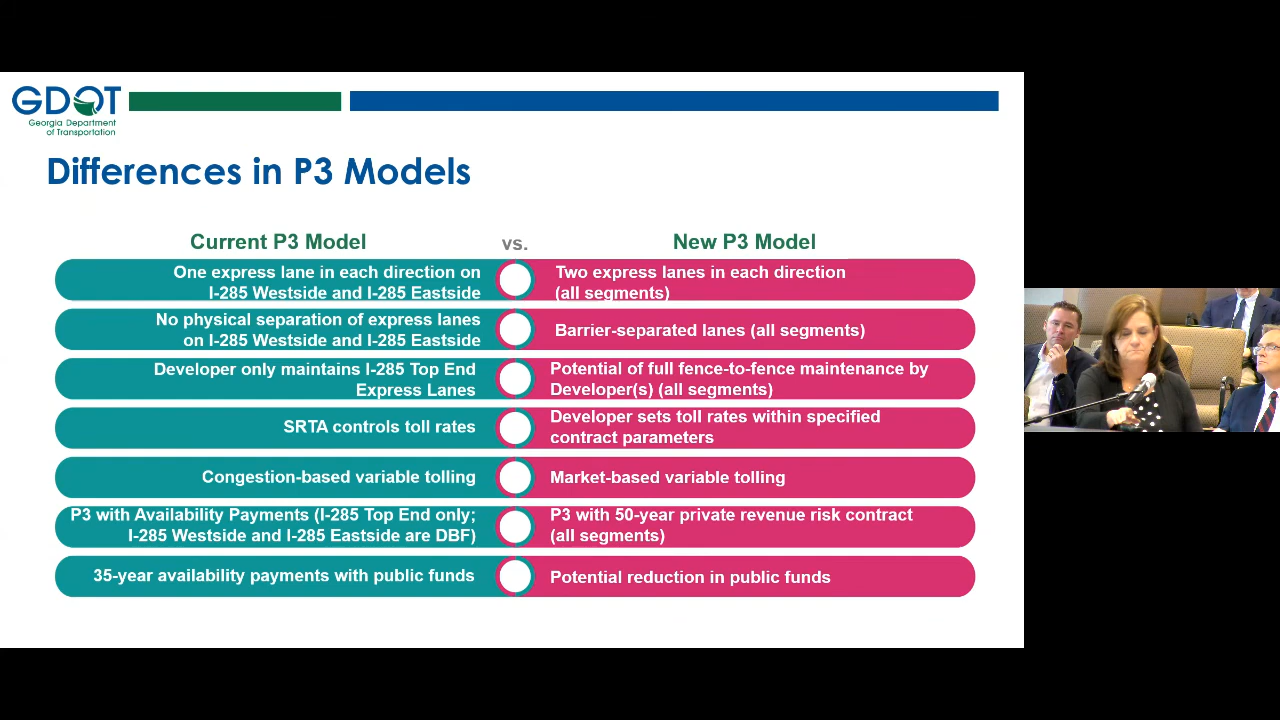 GDOT
Georgia Department
of Transportation
Differences in P3 Models
Current P3 Model
vs.
New P3 Model
One express lane in each direction on
I-285 Westside and I-285 Eastside
Two express lanes in each direction
(all segments)
No physical separation of express lanes
on I-285 Westside and I-285 Eastside
Barrier-separated lanes (all segments)
Developer only maintains I-285 Top End
Express Lanes
Potential of full fence-to-fence maintenance by
Developer(s) (all segments)
SRTA controls toll rates
Developer sets toll rates within specified
contract parameters
Congestion-based variable tolling
Market-based variable tolling
P3 with Availability Payments (I-285 Top End only;
I-285 Westside and I-285 Eastside are DBF)
P3 with 50-year private revenue risk contract
(all segments)
35-year availability payments with public funds
Potential reduction in public funds